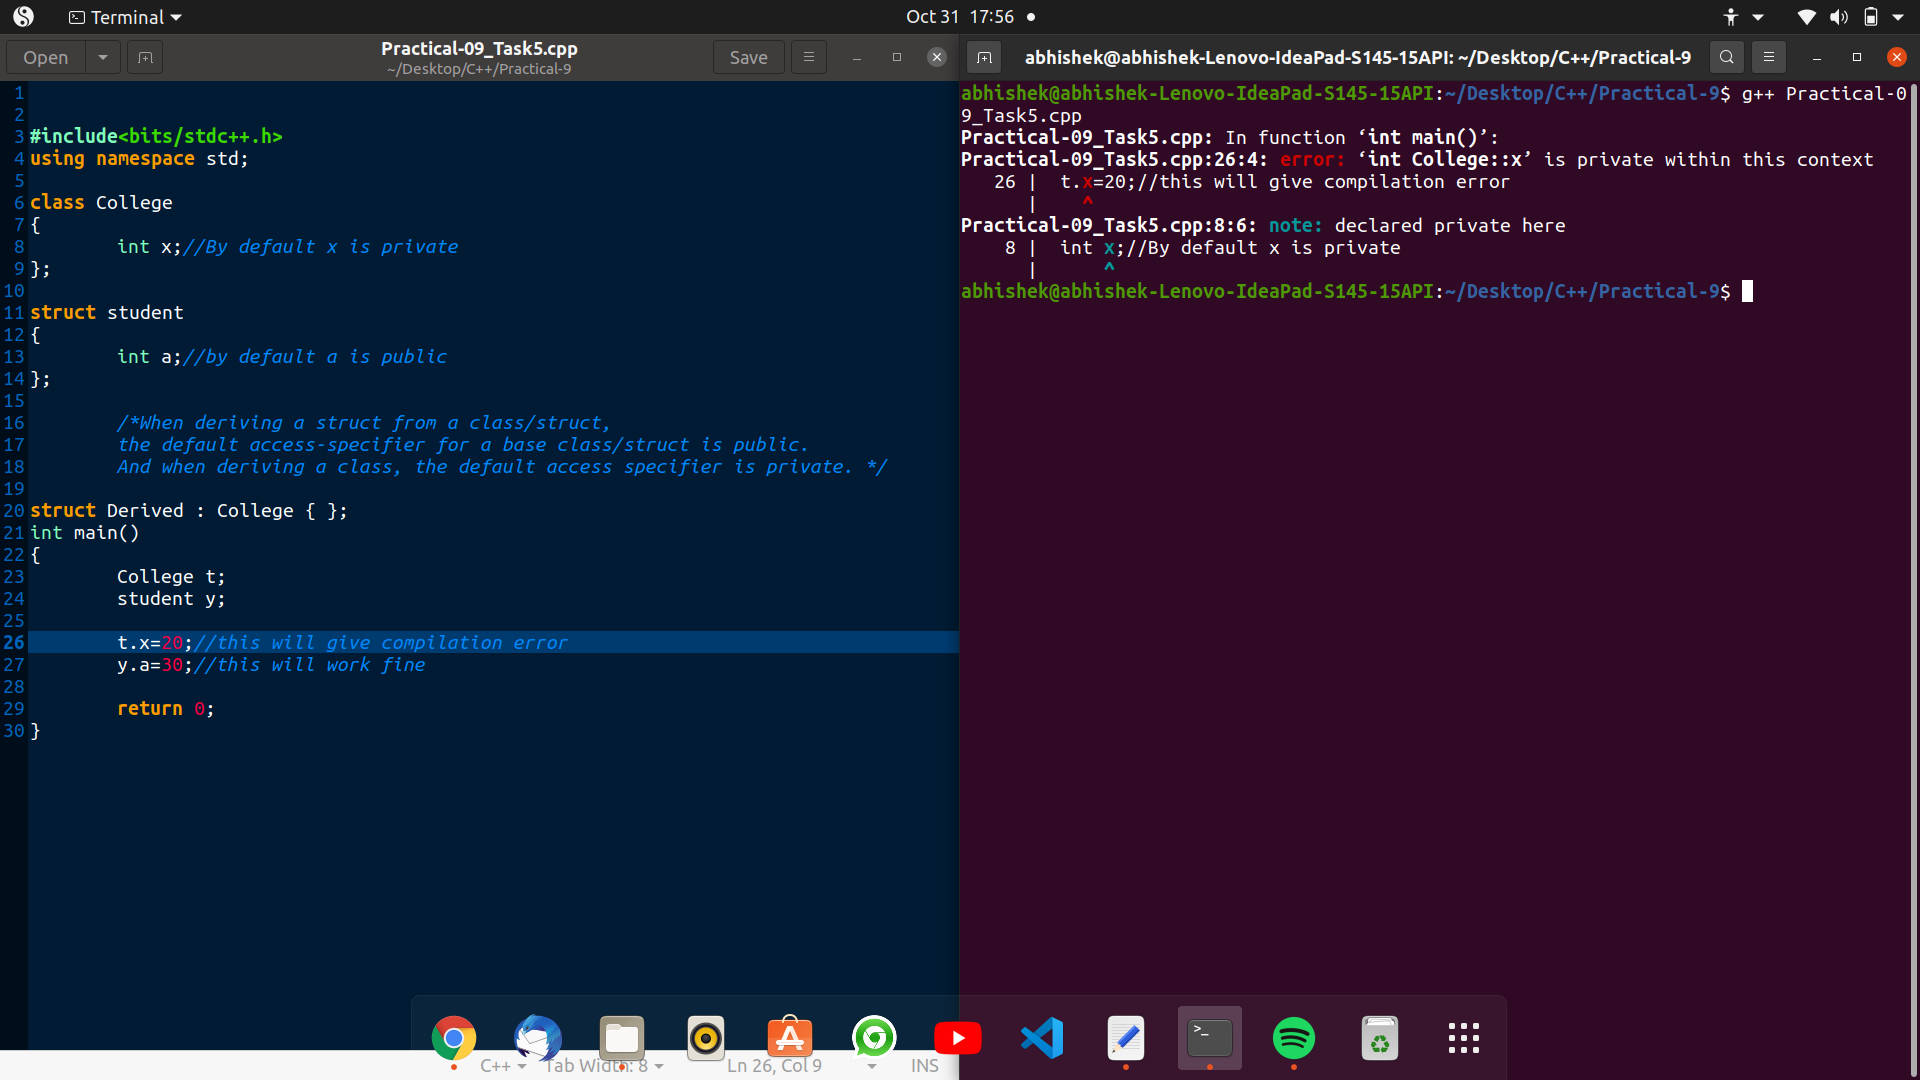 Terminal
Oct 31 17:56
Open
Practical-09_Task5.cpp
~/Desktop/C++/Practical-9
Save
1
2
3 #include<bits/stdc++.h>
4 using namespace std;
5
6 class College
7 {
8 int x;//By default x is private
9 };
10
11 struct student
12 {
13 int a;//by default a is public
14 };
15
16 /*When deriving a struct from a class/struct,
17 the default access-specifier for a base class/struct is public.
18 And when deriving a class, the default access specifier is private. */
19
20 struct Derived : College { };
21 int main()
22 {
23 College t;
24 student y;
25
26 t.x=20;//this will give compilation error
27 y.a=30;//this will work fine
28
29 return 0;
30 }
C++
Tab Width: 8
Ln 26, Col 9
INS
abhishek@abhishek-Lenovo-IdeaPad-S145-15API: ~/Desktop/C++/Practical-9
abhishek@abhishek-Lenovo-IdeaPad-S145-15API:~/Desktop/C++/Practical-9$ g++ Practical-0
9_Task5.cpp
Practical-09_Task5.cpp: In function ‘int main()’:
Practical-09_Task5.cpp:26:4: error: ‘int College::x’ is private within this context
26 | t.x=20;//this will give compilation error
| ^
Practical-09_Task5.cpp:8:6: note: declared private here
8 | int x;//By default x is private
| ^
abhishek@abhishek-Lenovo-IdeaPad-S145-15API:~/Desktop/C++/Practical-9$